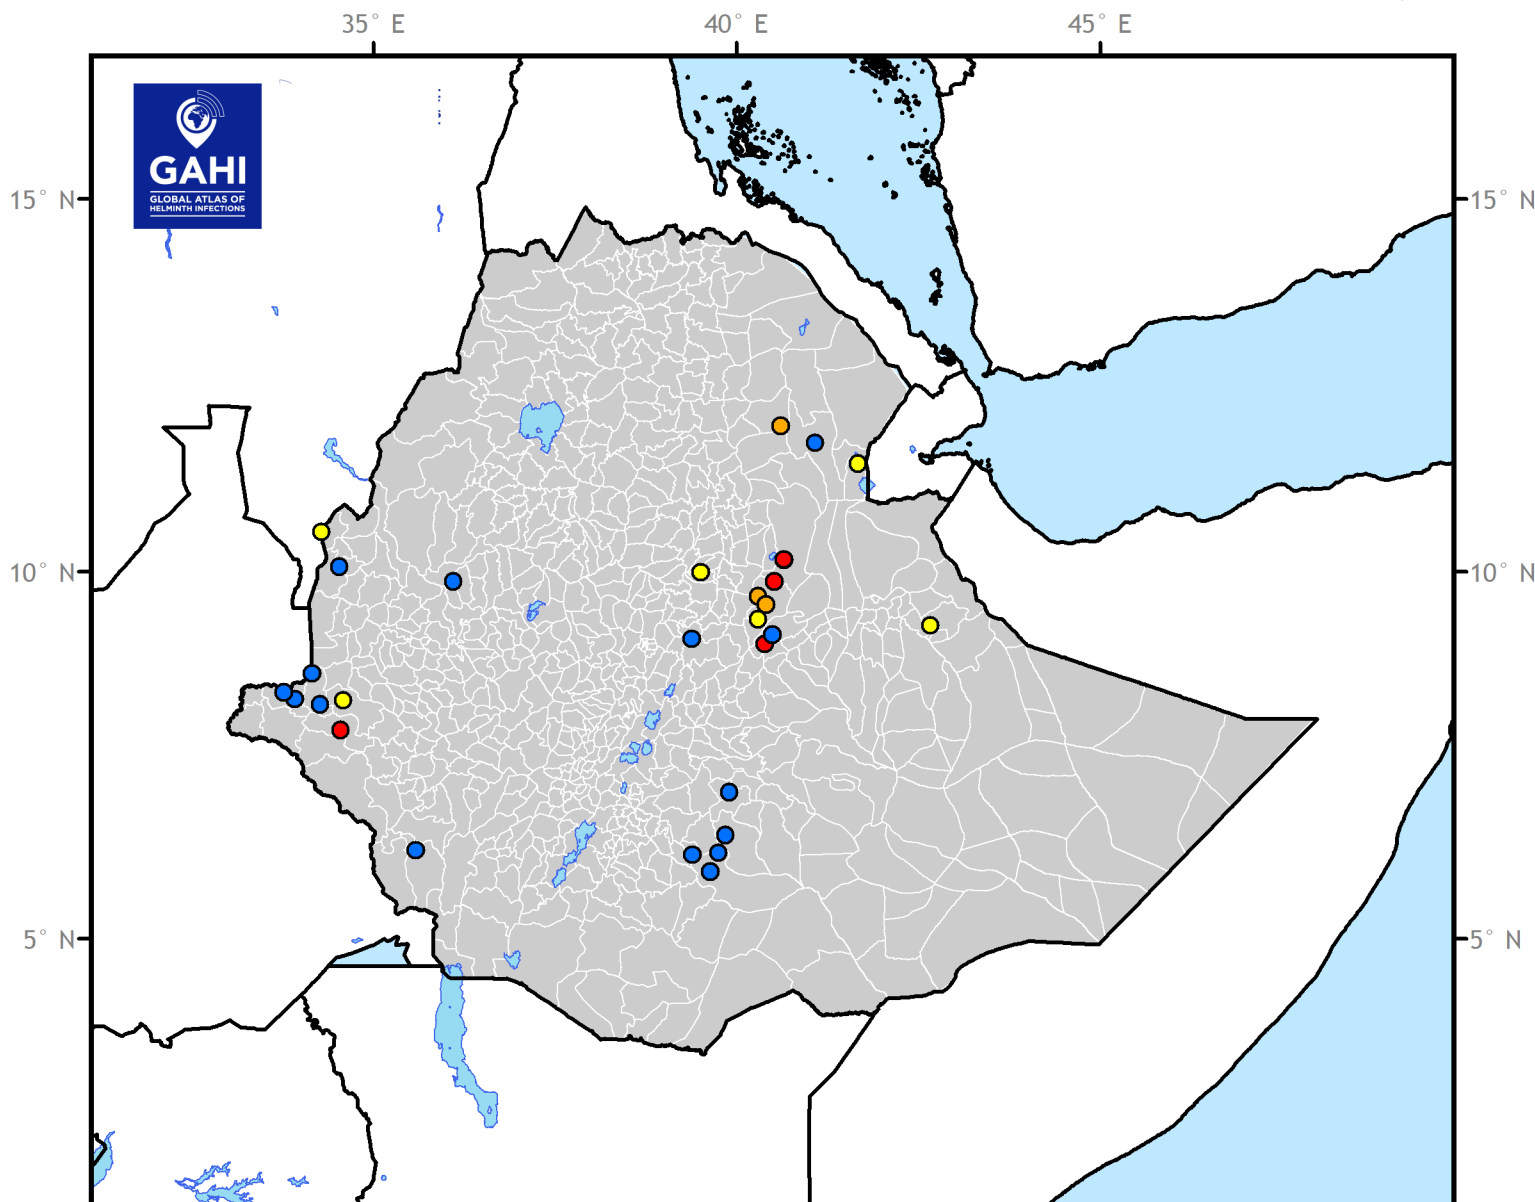 35° E 40° E 45° E
GAHI
GLOBAL ATLAS OF
HELMINTH INFECTIONS
15° N 15° N
10° N 10° N
5° N 5° N